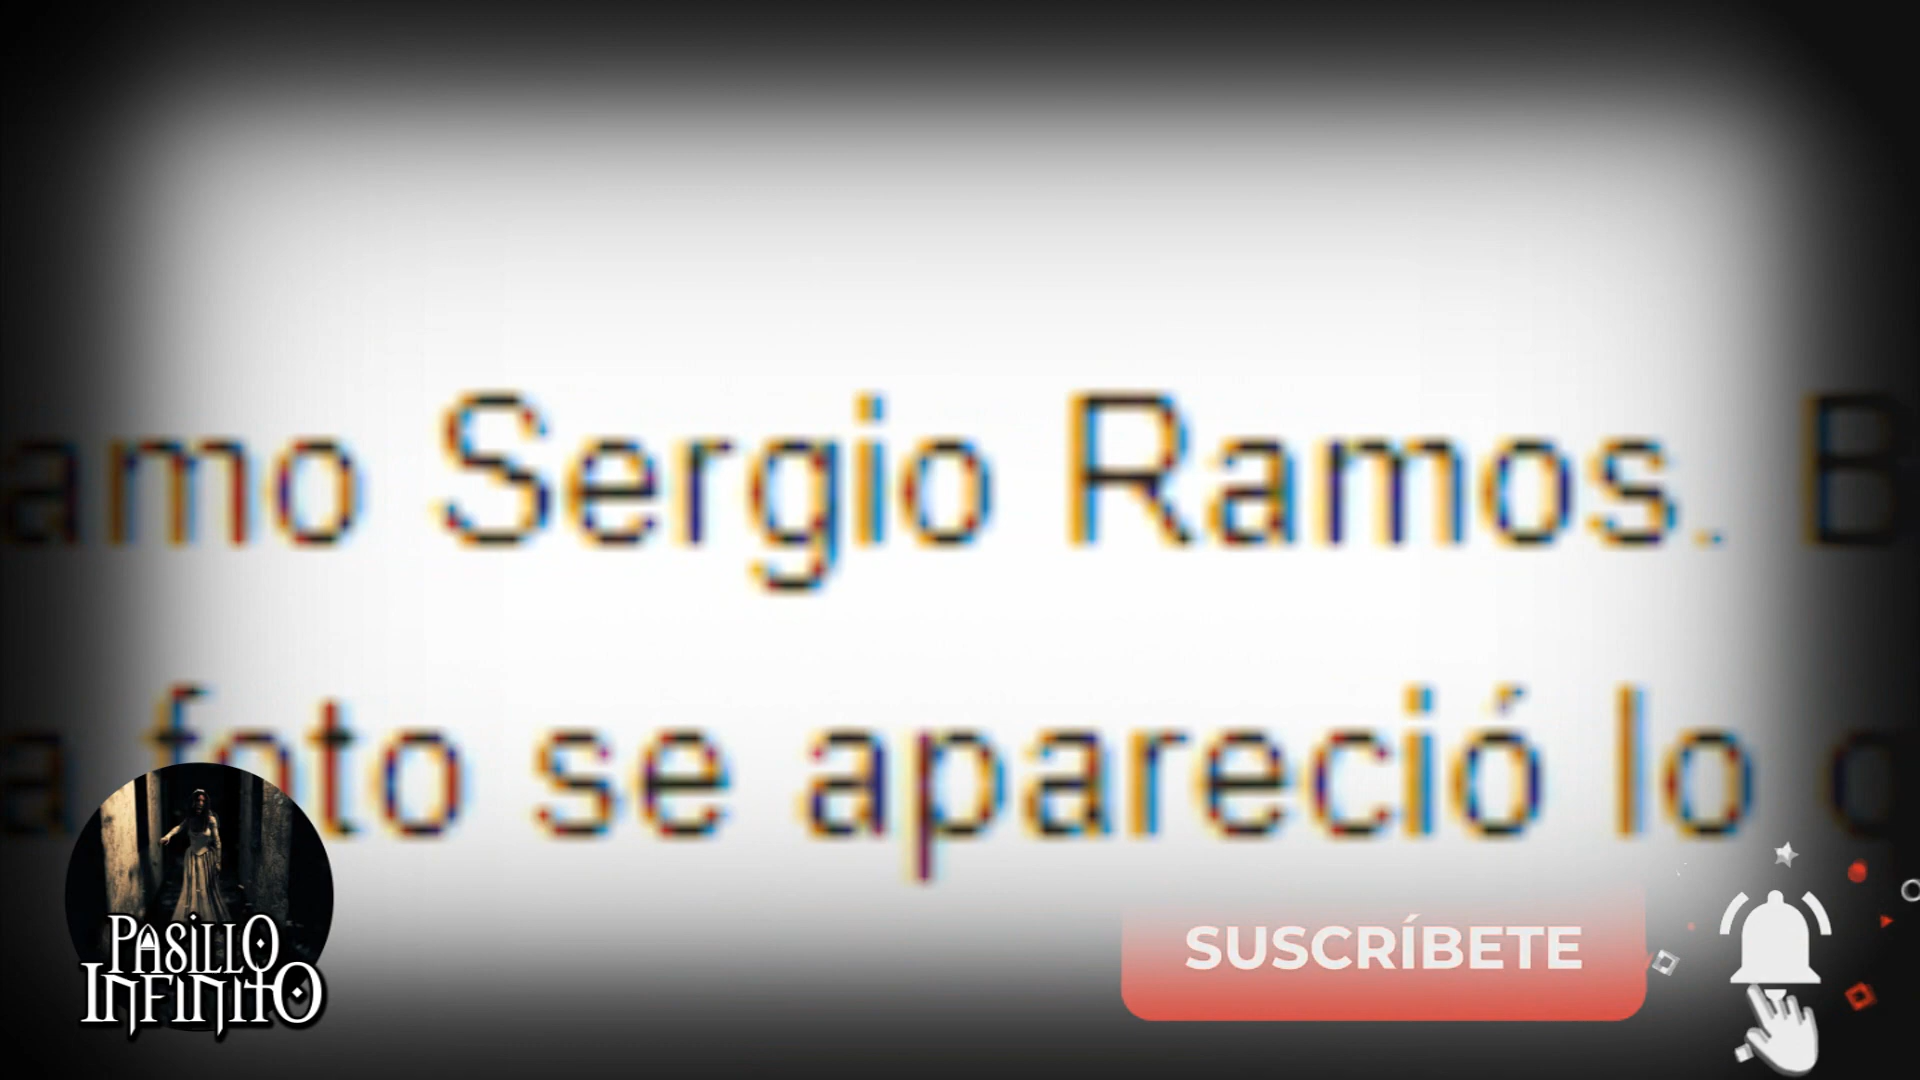 amo Sergio Ramos. B
a foto se apareció lo
PASILLO
INFINITO
SUSCRÍBETE